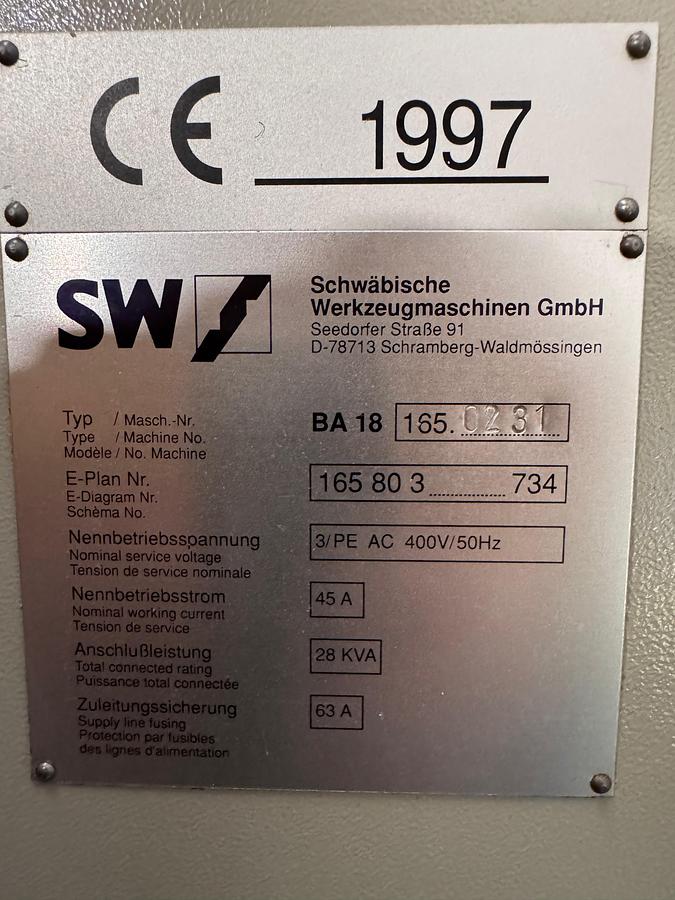 CE 1997
SW
Schwäbische
Werkzeugmaschinen GmbH
Seedorfer Straße 91
D-78713 Schramberg-Waldmössingen
Typ / Masch.-Nr.
Type / Machine No.
Modèle / No. Machine
BA 18 165.0231
E-Plan Nr.
E-Diagram Nr.
Schèma No.
165 80 3 ............ 734
Nennbetriebsspannung
Nominal service voltage
Tension de service nominale
3/PE AC 400V/50Hz
Nennbetriebsstrom
Nominal working current
Tension de service
45 A
Anschlußleistung
Total connected rating
Puissance total connectée
28 KVA
Zuleitungssicherung
Supply line fusing
Protection par fusibles
des lignes d'alimentation
63 A